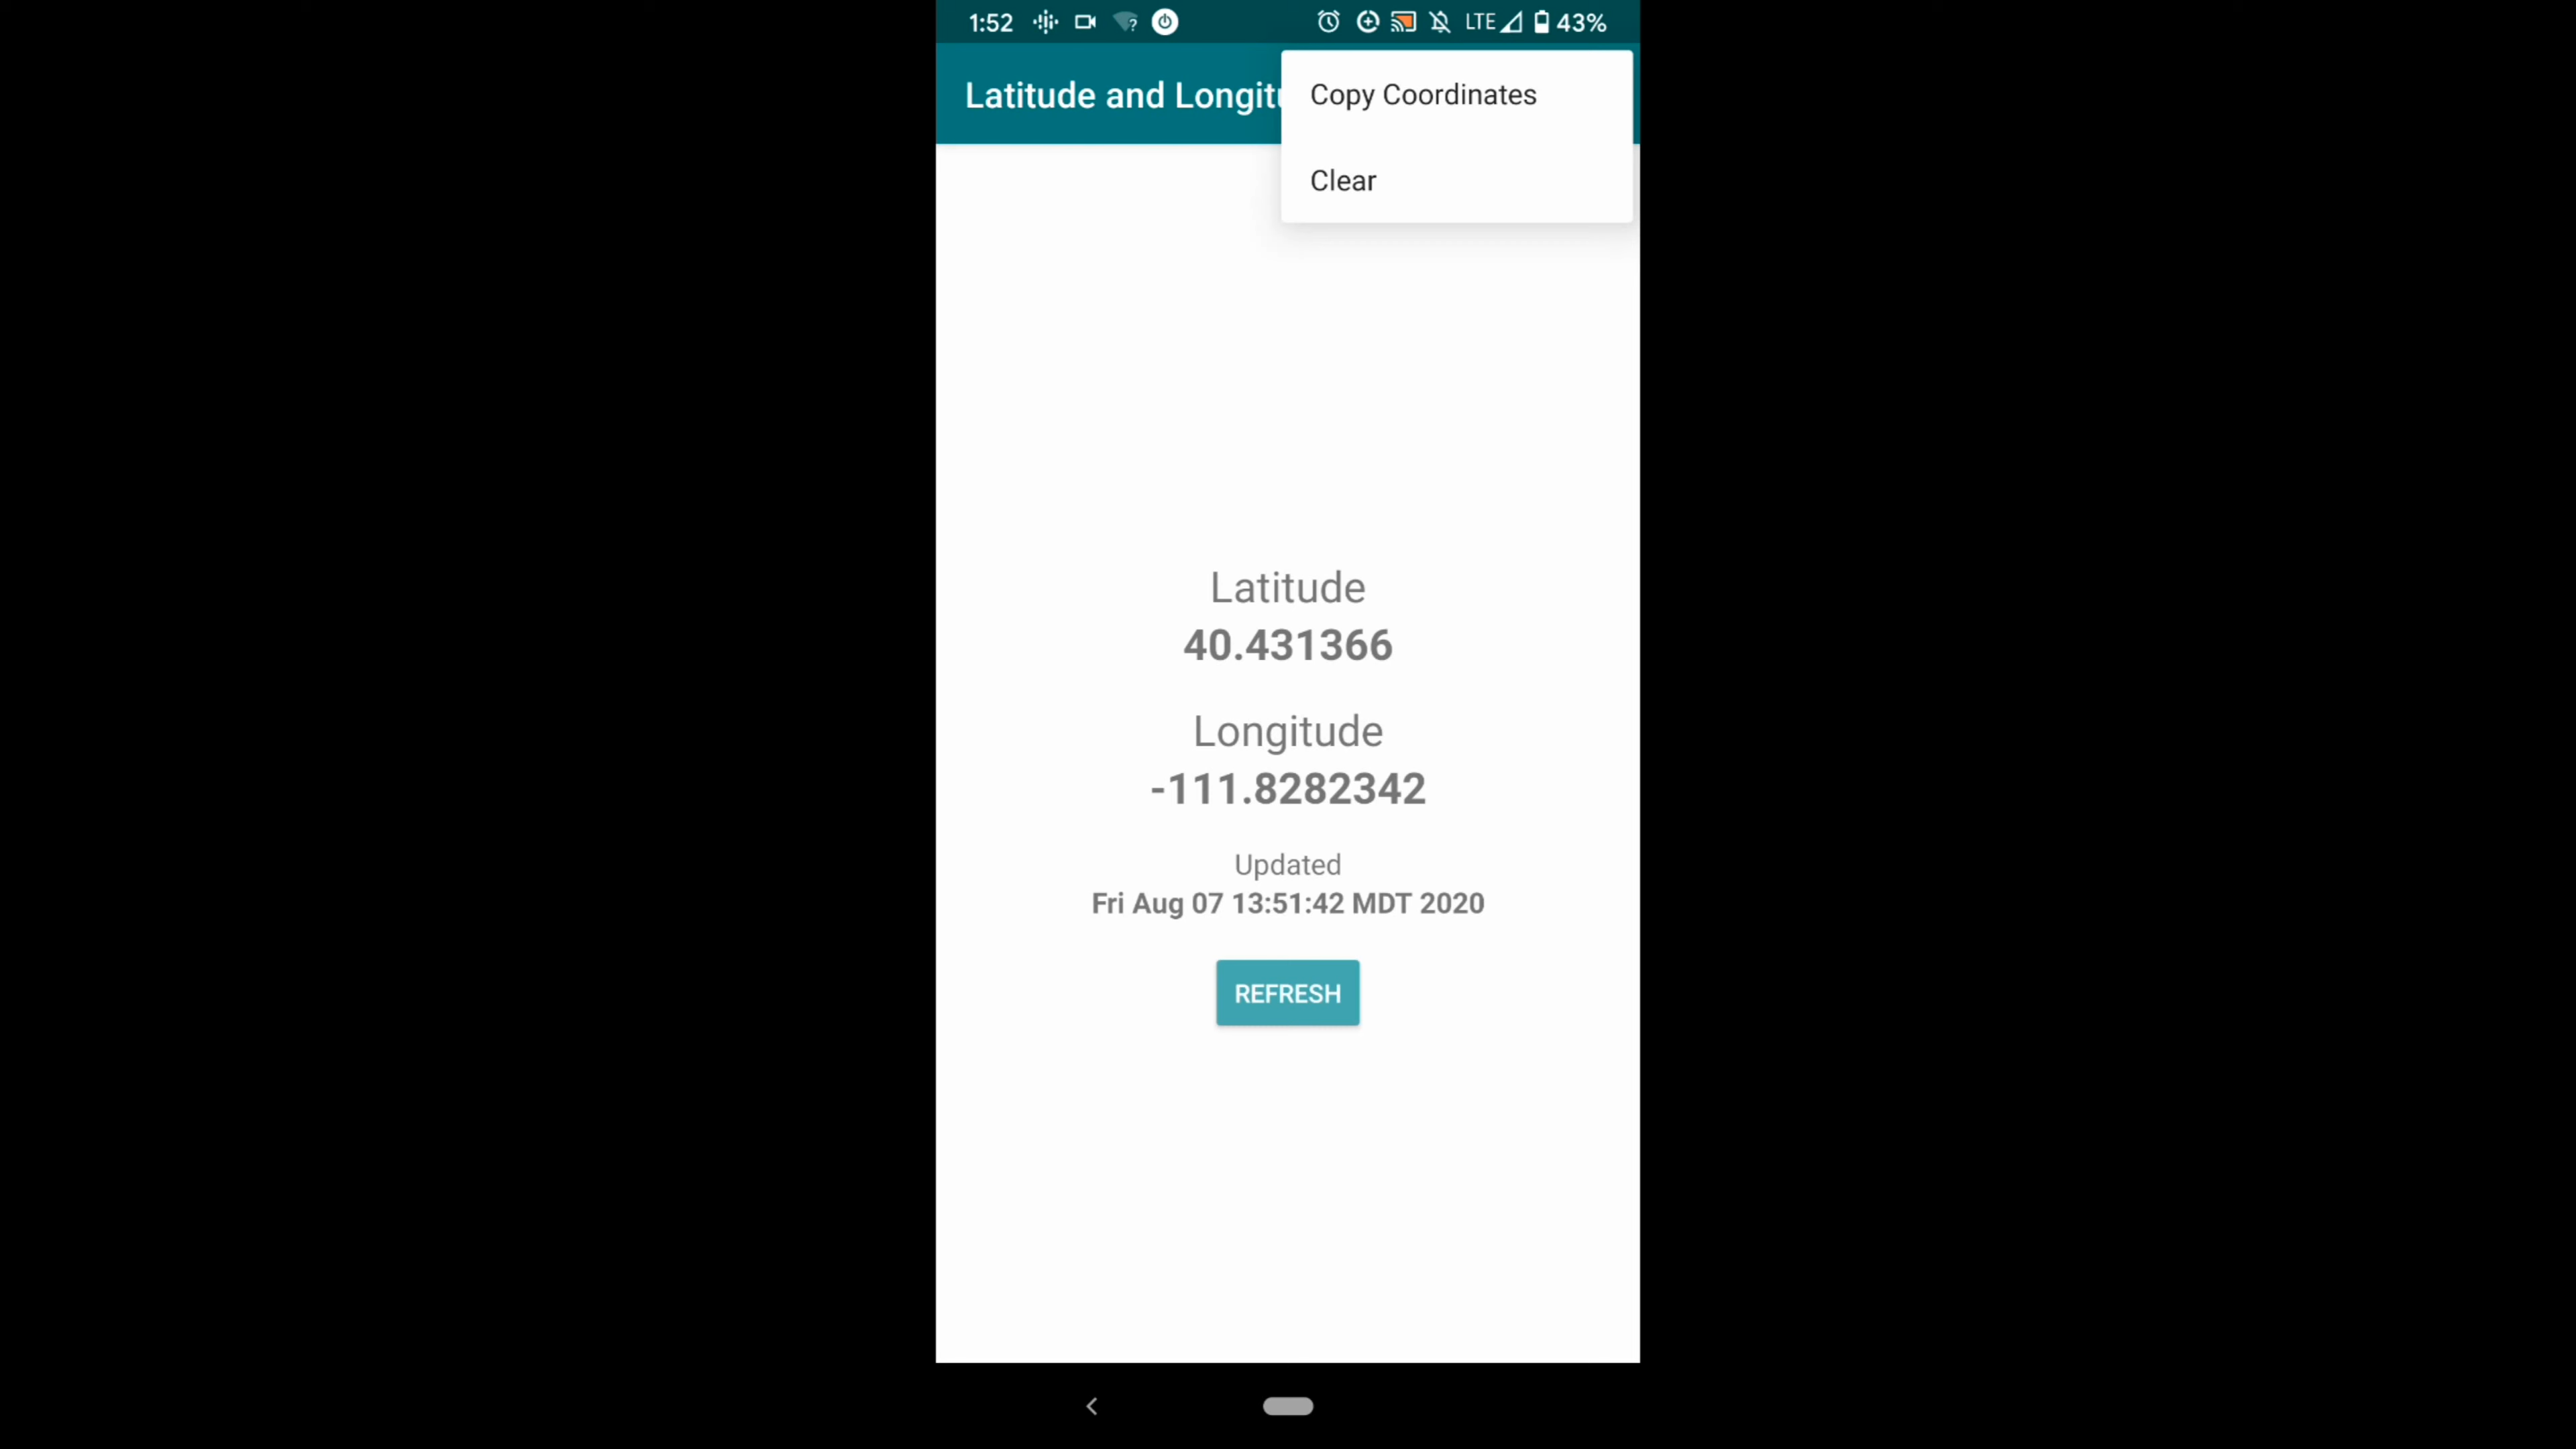 1:52 LTE 43%
Latitude and Longitu
Copy Coordinates
Clear
Latitude
40.431366
Longitude
-111.8282342
Updated
Fri Aug 07 13:51:42 MDT 2020
REFRESH